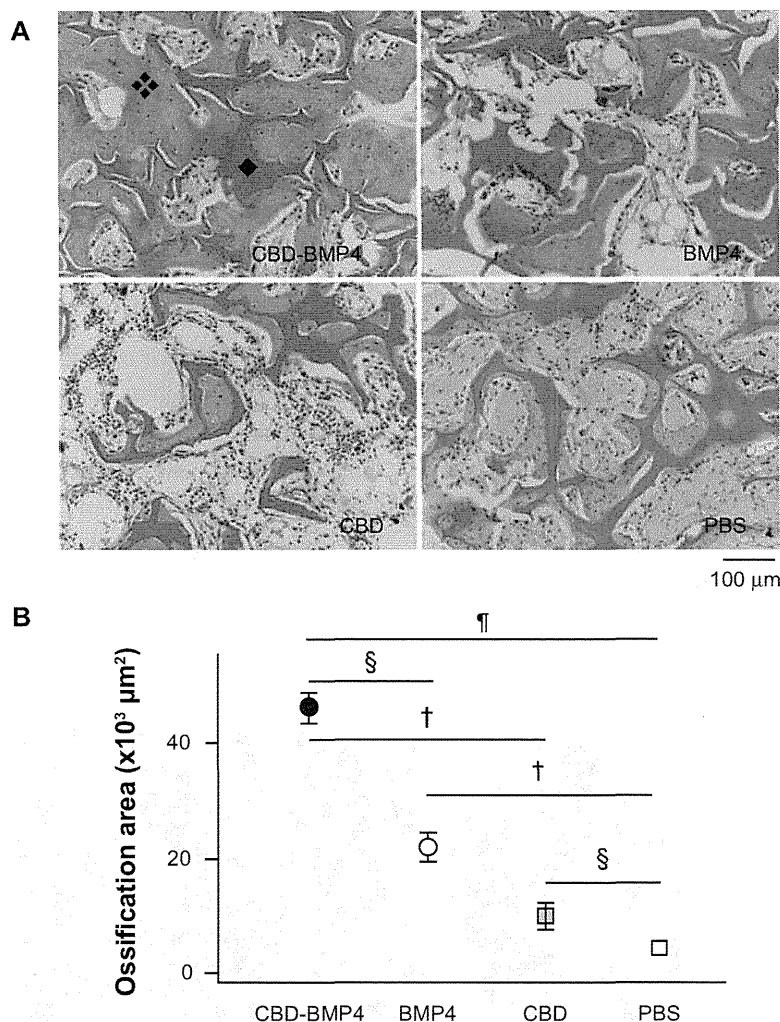 A
CBD-BMP4
BMP4
CBD
PBS
100 μm
B
Ossification area (x10³ μm²)
¶
§
†
†
§
40
20
0
CBD-BMP4 BMP4 CBD PBS